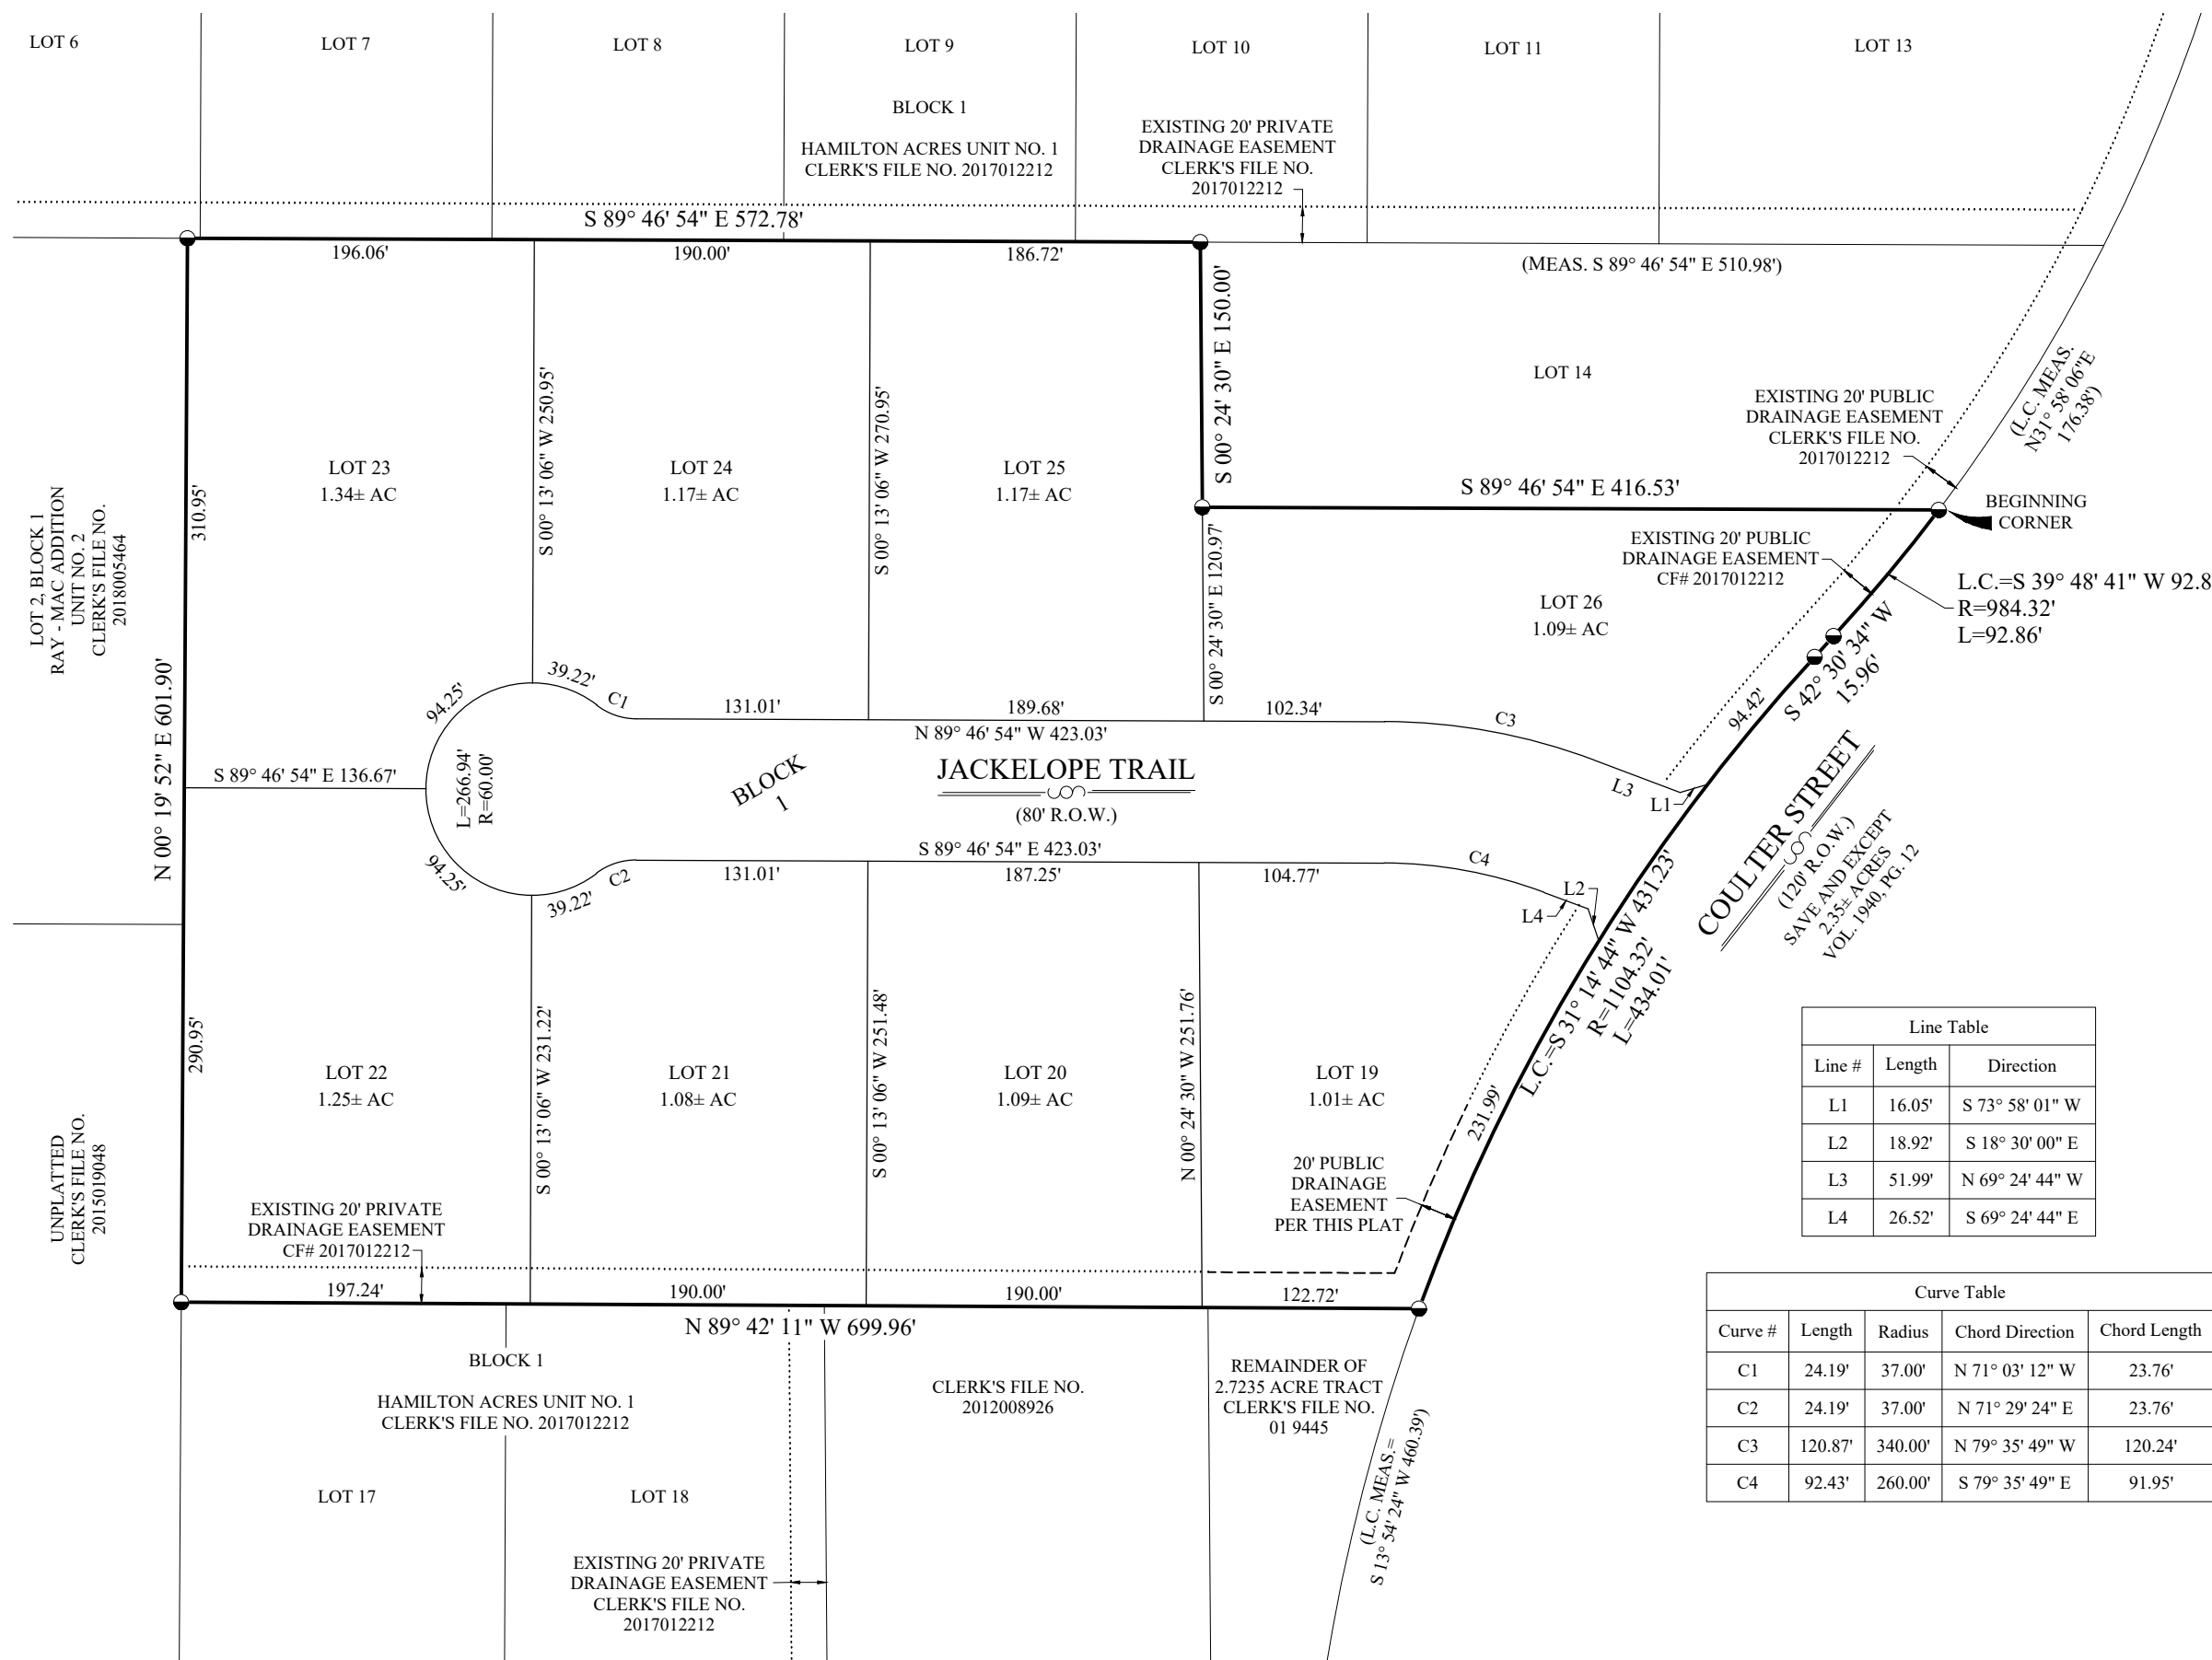 LOT 6
LOT 7
LOT 8
LOT 9
LOT 10
LOT 11
LOT 13
BLOCK 1
HAMILTON ACRES UNIT NO. 1
CLERK'S FILE NO. 2017012212
EXISTING 20' PRIVATE
DRAINAGE EASEMENT
CLERK'S FILE NO.
2017012212
S 89° 46' 54" E 572.78'
196.06'
190.00'
186.72'
(MEAS. S 89° 46' 54" E 510.98')
S 00° 24' 30" E 150.00'
LOT 14
EXISTING 20' PUBLIC
DRAINAGE EASEMENT
CLERK'S FILE NO.
2017012212
(L.C. MEAS.
N31° 58' 06"E
176.38')
S 89° 46' 54" E 416.53'
BEGINNING
CORNER
LOT 2, BLOCK 1
RAY - MAC ADDITION
UNIT NO. 2
CLERK'S FILE NO.
2018005464
310.95'
N 00° 19' 52" E 601.90'
LOT 23
1.34± AC
S 00° 13' 06" W 250.95'
LOT 24
1.17± AC
S 00° 13' 06" W 270.95'
LOT 25
1.17± AC
S 00° 24' 30" E 120.97'
EXISTING 20' PUBLIC
DRAINAGE EASEMENT
CF# 2017012212
LOT 26
1.09± AC
L.C.=S 39° 48' 41" W 92.8
R=984.32'
L=92.86'
S 42° 30' 34" W
15.96'
94.42'
39.22'
C1
94.25'
131.01'
189.68'
102.34'
C3
N 89° 46' 54" W 423.03'
S 89° 46' 54" E 136.67'
L=266.94'
R=60.00'
BLOCK
1
JACKELOPE TRAIL
(80' R.O.W.)
L3
L1
COULTER STREET
(120' R.O.W.)
SAVE AND EXCEPT
2.35± ACRES
VOL. 1940, PG. 12
S 89° 46' 54" E 423.03'
94.25'
39.22'
C2
131.01'
187.25'
104.77'
C4
L2
L4
L.C.=S 31° 14' 44" W 431.23'
R=1104.32'
L=434.01'
231.99'
UNPLATTED
CLERK'S FILE NO.
2015019048
290.95'
LOT 22
1.25± AC
S 00° 13' 06" W 231.22'
LOT 21
1.08± AC
S 00° 13' 06" W 251.48'
LOT 20
1.09± AC
N 00° 24' 30" W 251.76'
LOT 19
1.01± AC
20' PUBLIC
DRAINAGE
EASEMENT
PER THIS PLAT
EXISTING 20' PRIVATE
DRAINAGE EASEMENT
CF# 2017012212
197.24'
190.00'
190.00'
122.72'
N 89° 42' 11" W 699.96'
BLOCK 1
HAMILTON ACRES UNIT NO. 1
CLERK'S FILE NO. 2017012212
CLERK'S FILE NO.
2012008926
REMAINDER OF
2.7235 ACRE TRACT
CLERK'S FILE NO.
01 9445
(L.C. MEAS.=
S 13° 54' 24" W 460.39')
LOT 17
LOT 18
EXISTING 20' PRIVATE
DRAINAGE EASEMENT
CLERK'S FILE NO.
2017012212
Line Table
Line # Length Direction
L1 16.05' S 73° 58' 01" W
L2 18.92' S 18° 30' 00" E
L3 51.99' N 69° 24' 44" W
L4 26.52' S 69° 24' 44" E
Curve Table
Curve # Length Radius Chord Direction Chord Length
C1 24.19' 37.00' N 71° 03' 12" W 23.76'
C2 24.19' 37.00' N 71° 29' 24" E 23.76'
C3 120.87' 340.00' N 79° 35' 49" W 120.24'
C4 92.43' 260.00' S 79° 35' 49" E 91.95'